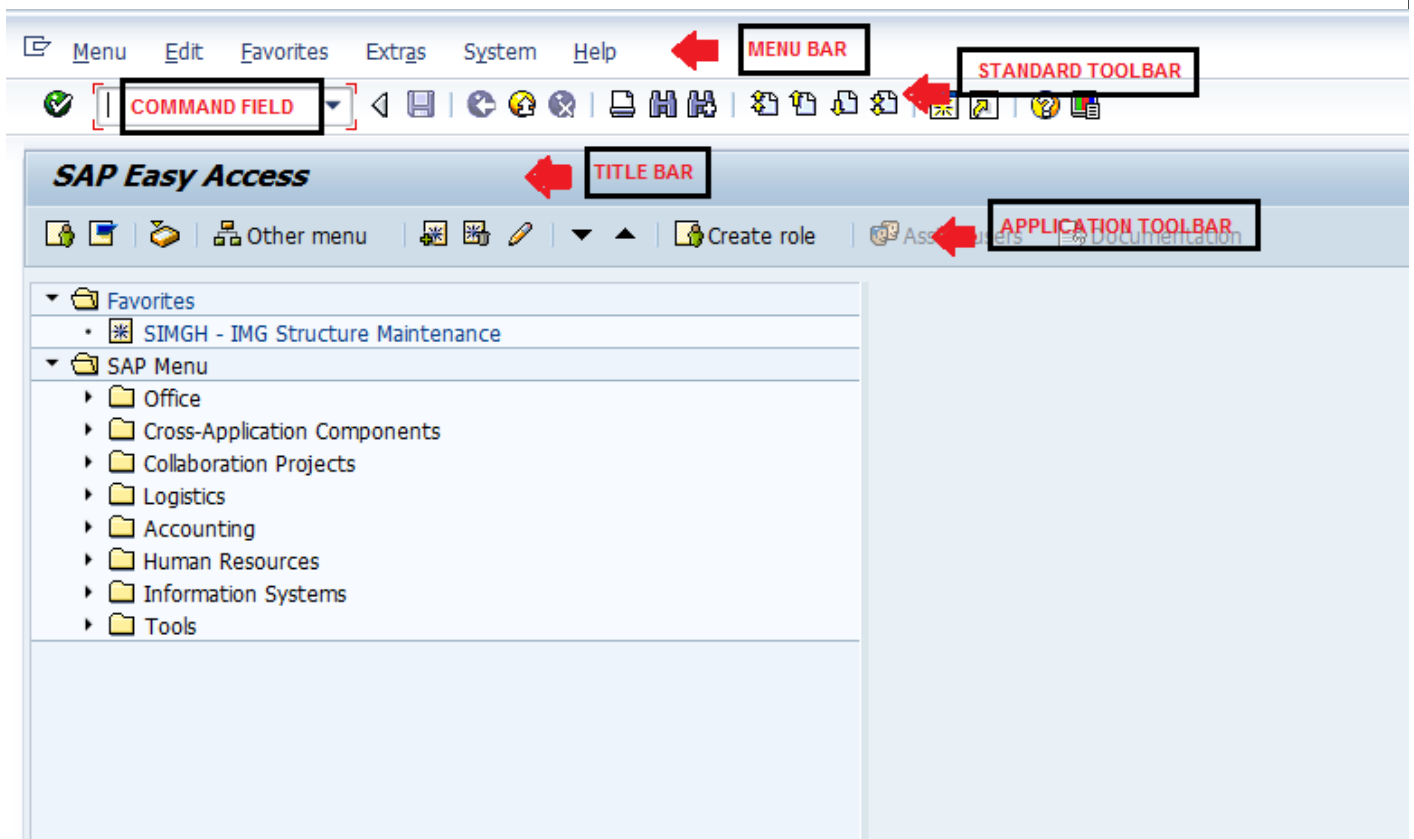 Menu Edit Favorites Extras System Help MENU BAR
STANDARD TOOLBAR
COMMAND FIELD
SAP Easy Access TITLE BAR
Other menu Create role users Documentation
APPLICATION TOOLBAR
Favorites
SIMGH - IMG Structure Maintenance
SAP Menu
Office
Cross-Application Components
Collaboration Projects
Logistics
Accounting
Human Resources
Information Systems
Tools